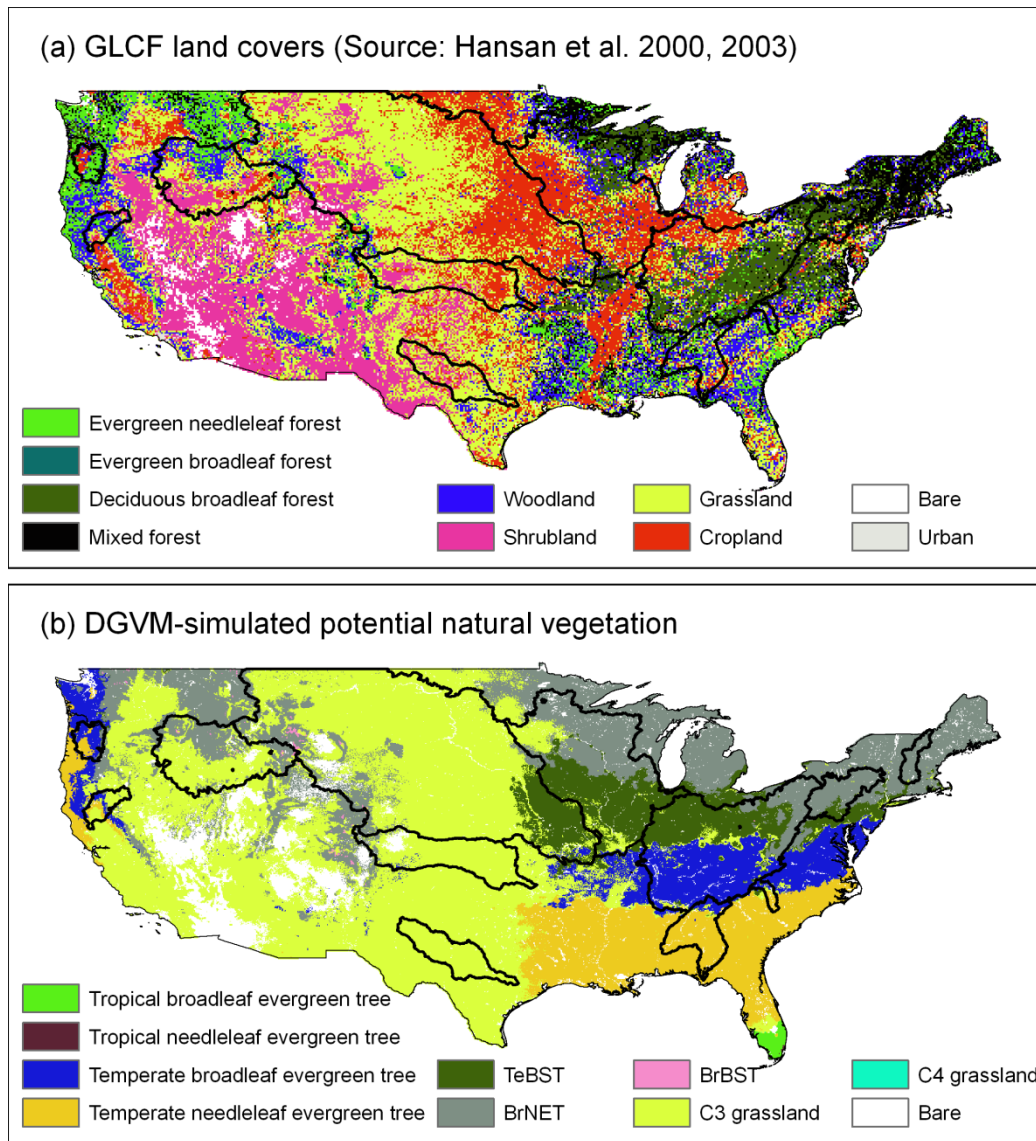 (a) GLCF land covers (Source: Hansan et al. 2000, 2003)
Evergreen needleleaf forest
Evergreen broadleaf forest
Deciduous broadleaf forest
Mixed forest
Woodland
Shrubland
Grassland
Cropland
Bare
Urban
(b) DGVM-simulated potential natural vegetation
Tropical broadleaf evergreen tree
Tropical needleleaf evergreen tree
Temperate broadleaf evergreen tree
Temperate needleleaf evergreen tree
TeBST
BrNET
BrBST
C3 grassland
C4 grassland
Bare